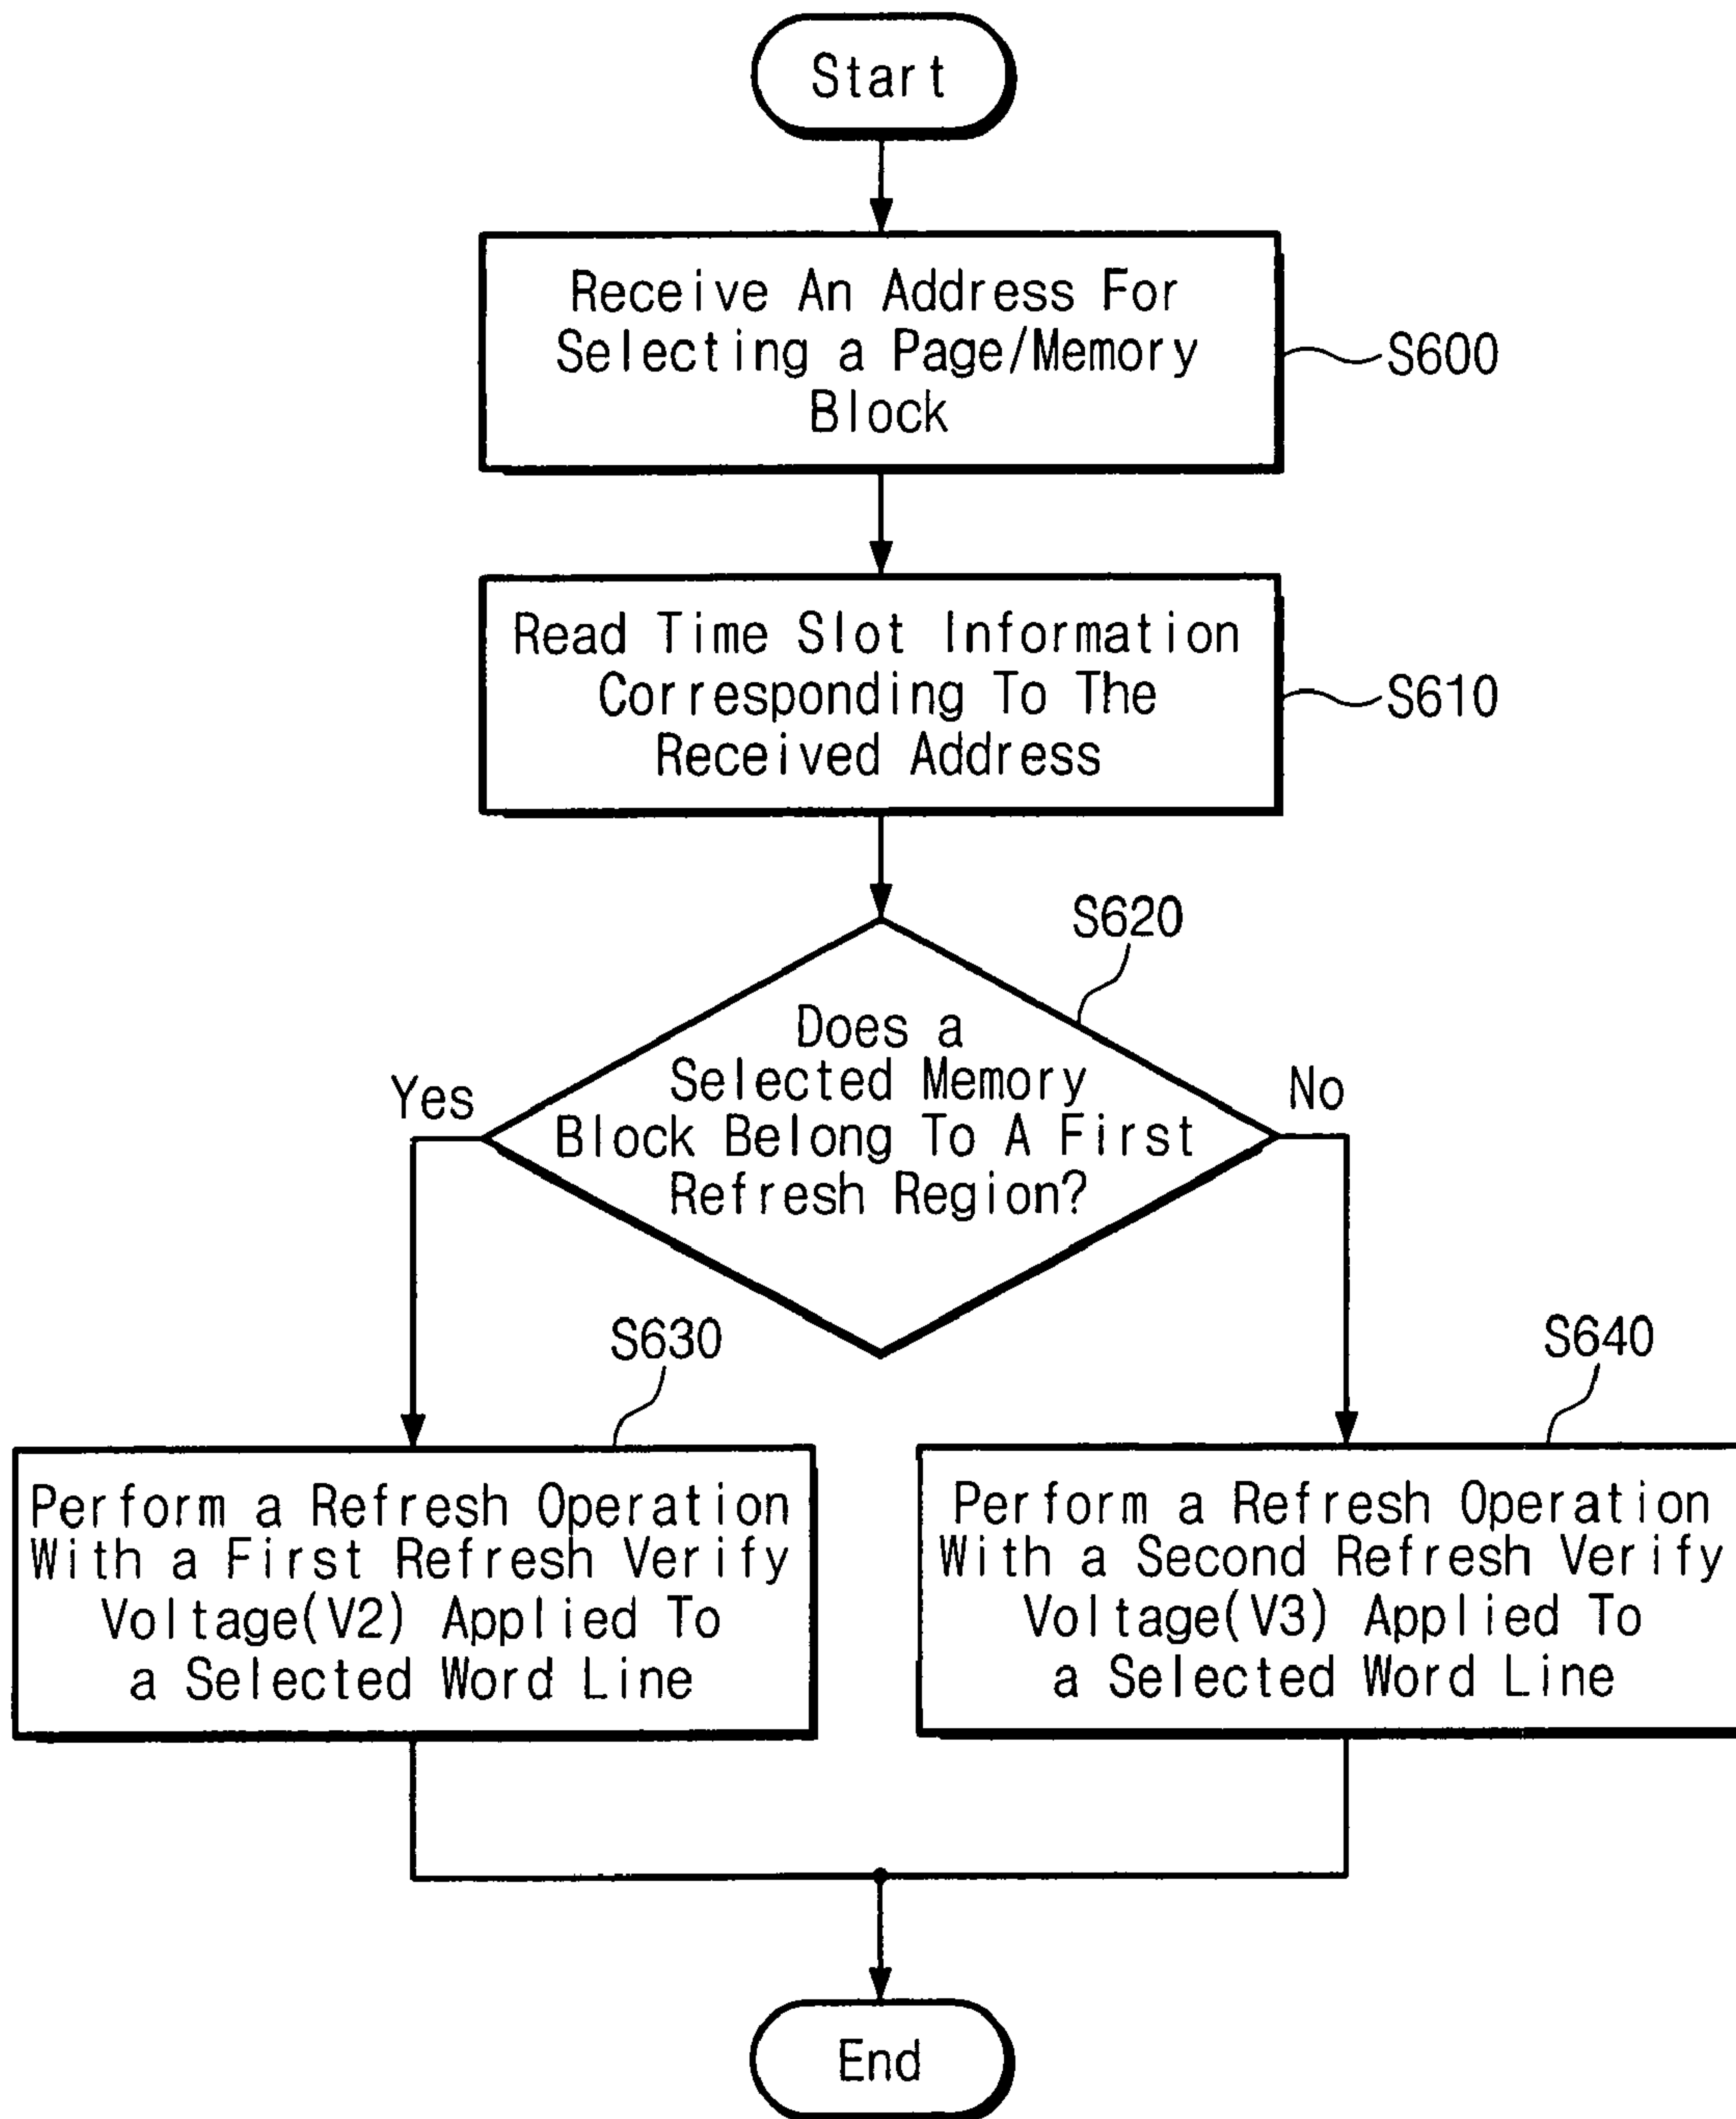 Start
Receive An Address For
Selecting a Page/Memory
Block
S600
Read Time Slot Information
Corresponding To The
Received Address
S610
S620
Does a
Selected Memory
Block Belong To A First
Refresh Region?
Yes
No
S630
Perform a Refresh Operation
With a First Refresh Verify
Voltage(V2) Applied To
a Selected Word Line
S640
Perform a Refresh Operation
With a Second Refresh Verify
Voltage(V3) Applied To
a Selected Word Line
End